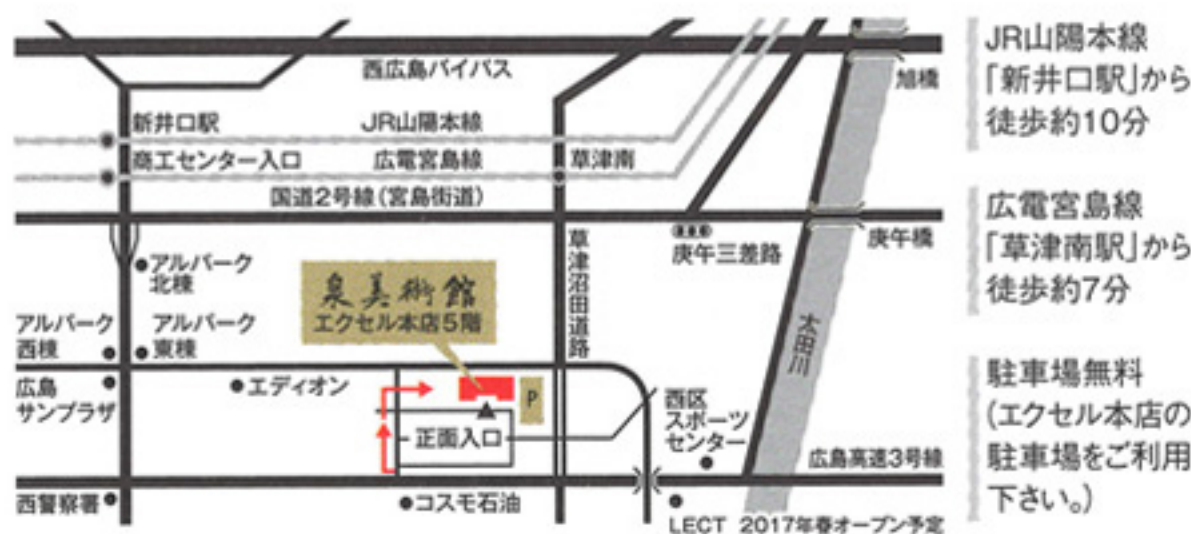 西広島バイパス
旭橋
新井口駅
JR山陽本線
商工センター入口
広電宮島線
草津南
国道2号線(宮島街道)
庚午三差路
庚午橋
アルパーク
北棟
草津沼田道路
泉美術館
エクセル本店5階
アルパーク
西棟
アルパーク
東棟
太田川
広島
サンプラザ
エディオン
P
正面入口
西区
スポーツ
センター
広島高速3号線
西警察署
コスモ石油
LECT 2017年春オープン予定
JR山陽本線
「新井口駅」から
徒歩約10分
広電宮島線
「草津南駅」から
徒歩約7分
駐車場無料
(エクセル本店の
駐車場をご利用
下さい。)